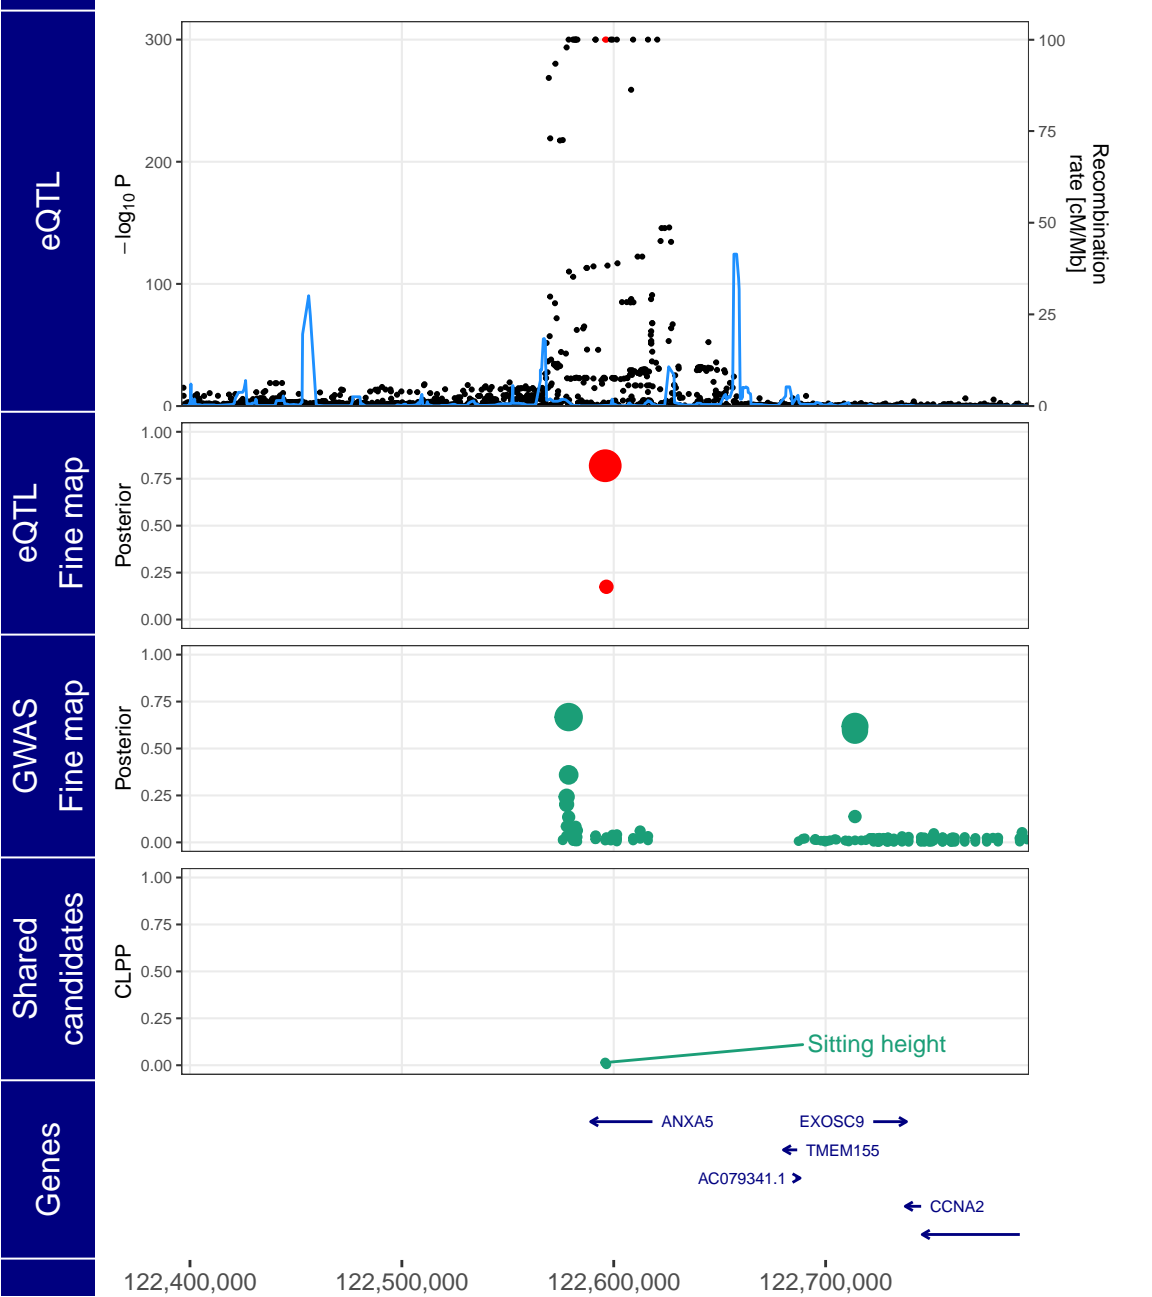 eQTL
300
200
100
0
−log10 P
100
75
50
25
0
Recombination
rate [cM/Mb]
eQTL
Fine map
Posterior
1.00
0.75
0.50
0.25
0.00
GWAS
Fine map
Posterior
1.00
0.75
0.50
0.25
0.00
Shared
candidates
CLPP
1.00
0.75
0.50
0.25
0.00
Sitting height
Genes
ANXA5
EXOSC9
TMEM155
AC079341.1
CCNA2
122,400,000
122,500,000
122,600,000
122,700,000